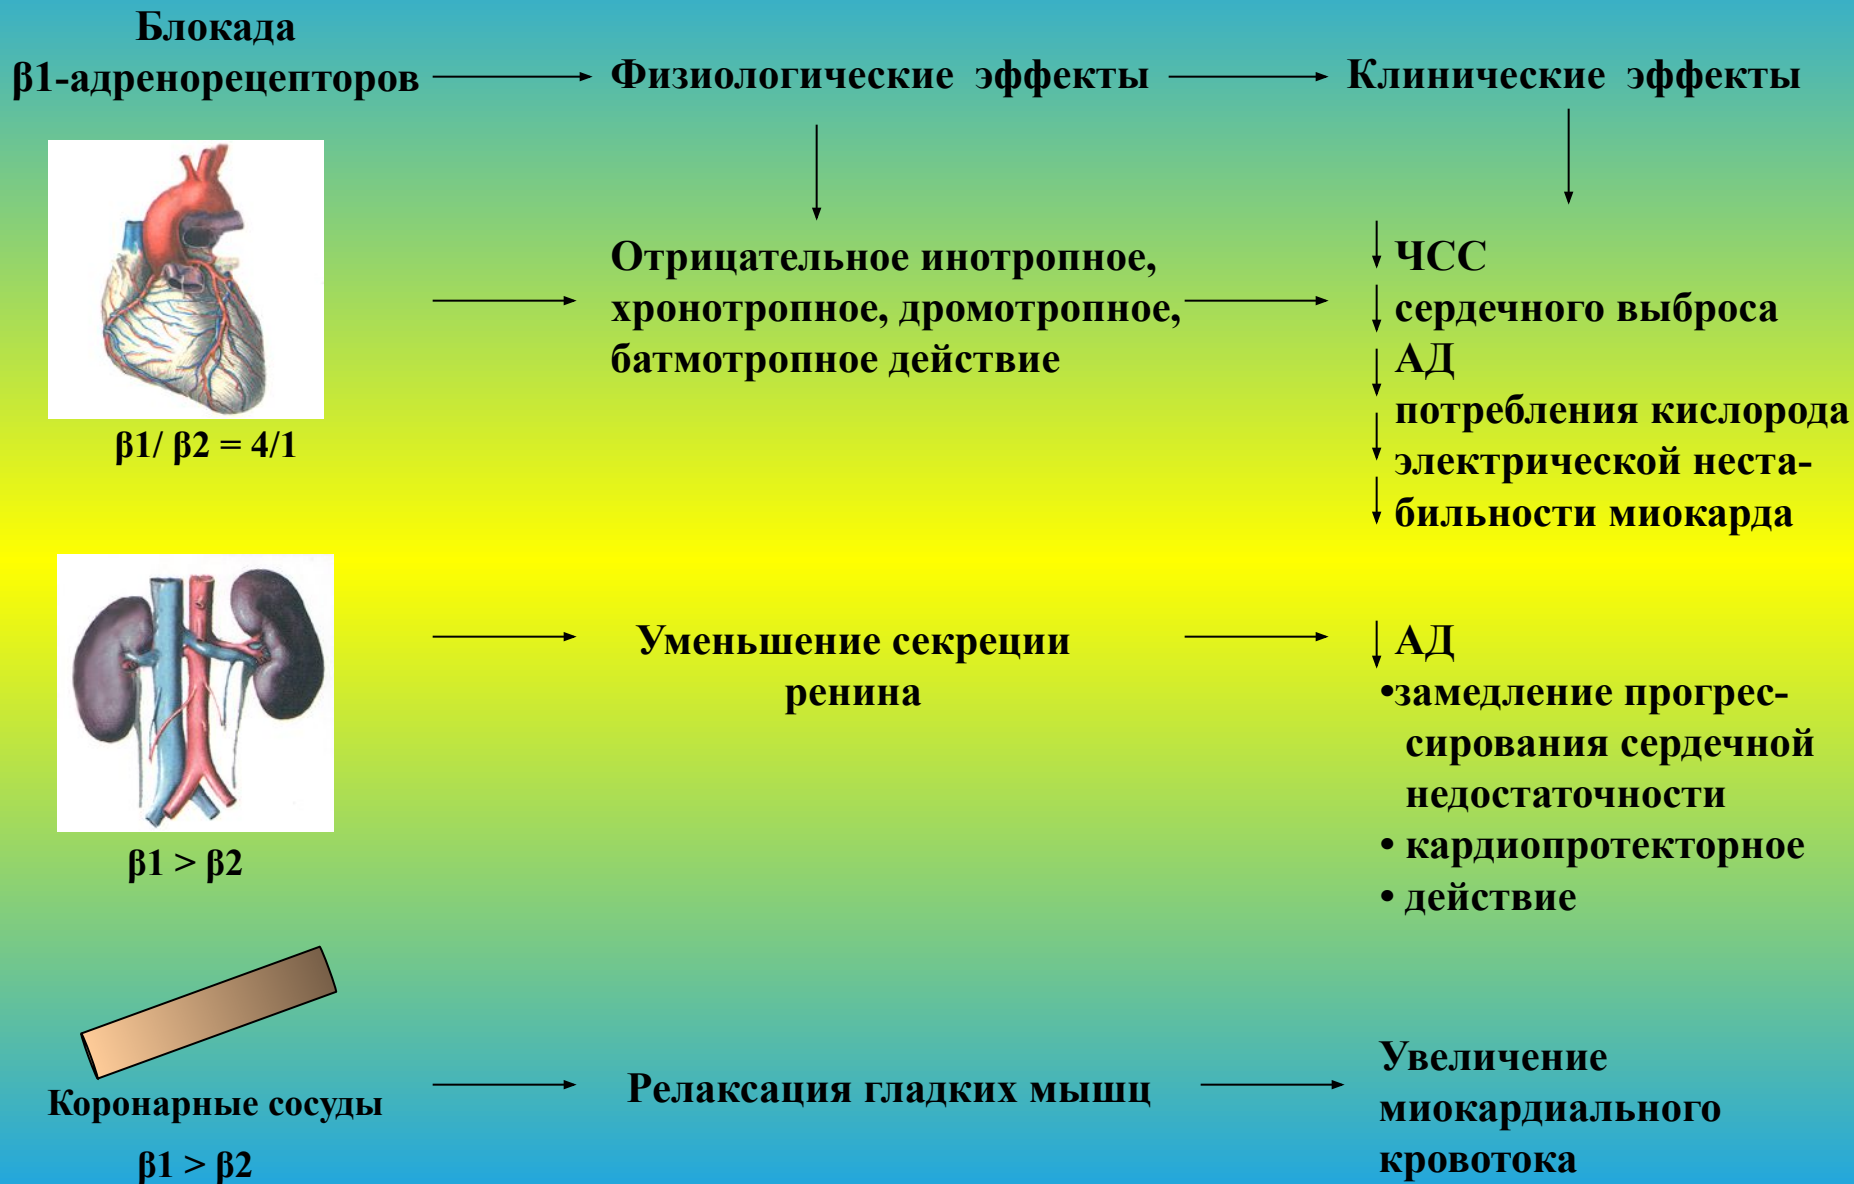 Блокада
β1-адренорецепторов
Физиологические эффекты
Клинические эффекты
β1/ β2 = 4/1
Отрицательное инотропное,
хронотропное, дромотропное,
батмотропное действие
ЧСС
сердечного выброса
АД
потребления кислорода
электрической неста-
бильности миокарда
β1 > β2
Уменьшение секреции
ренина
АД
•замедление прогрес-
сирования сердечной
недостаточности
• кардиопротекторное
• действие
Коронарные сосуды
β1 > β2
Релаксация гладких мышц
Увеличение
миокардиального
кровотока